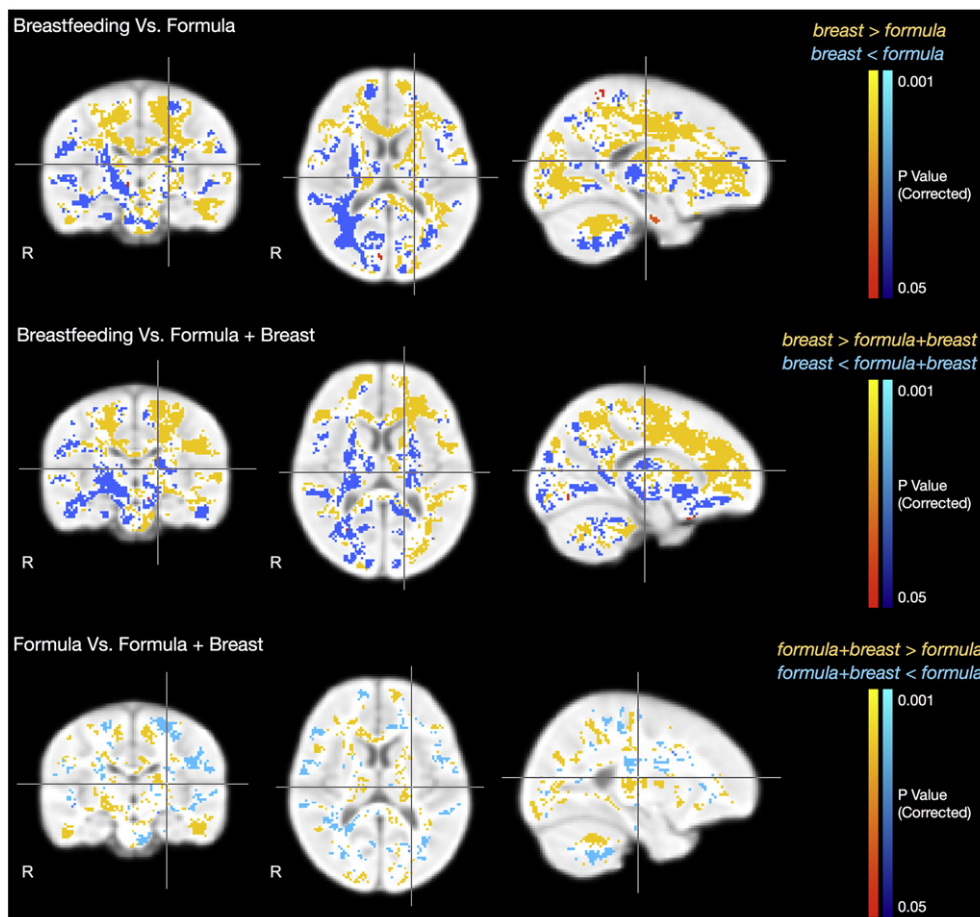 Breastfeeding Vs. Formula
breast > formula
breast < formula
0.001
P Value
(Corrected)
0.05
R
R
Breastfeeding Vs. Formula + Breast
breast > formula+breast
breast < formula+breast
0.001
P Value
(Corrected)
0.05
R
R
Formula Vs. Formula + Breast
formula+breast > formula
formula+breast < formula
0.001
P Value
(Corrected)
0.05
R
R